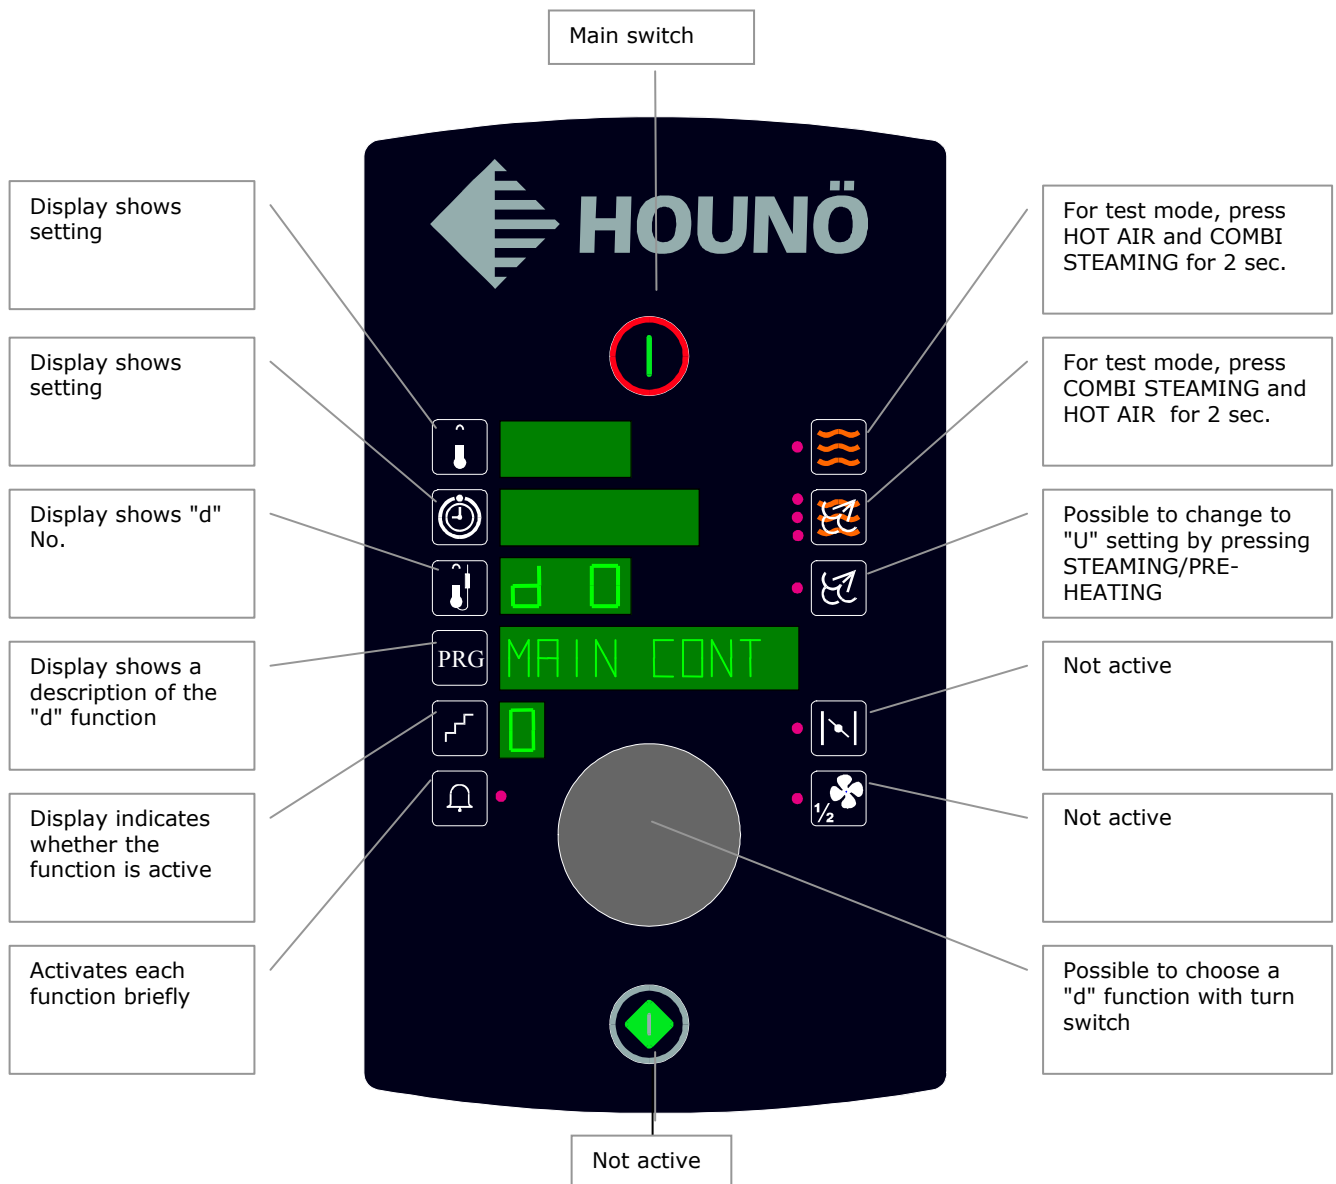 Main switch
HOUNÖ
Display shows
setting
Display shows
setting
Display shows "d"
No.
Display shows a
description of the
"d" function
Display indicates
whether the
function is active
Activates each
function briefly
d 0
PRG
MAIN CONT
0
1/2
For test mode, press
HOT AIR and COMBI
STEAMING for 2 sec.
For test mode, press
COMBI STEAMING and
HOT AIR for 2 sec.
Possible to change to
"U" setting by pressing
STEAMING/PRE-
HEATING
Not active
Not active
Possible to choose a
"d" function with turn
switch
Not active